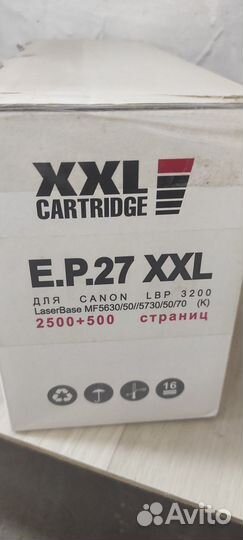 XXL
CARTRIDGE
E.P.27 XXL
ДЛЯ CANON LBP 3200
LaserBase MF5630/50//5730/50/70 (K)
2500+500 страниц
16
Avito